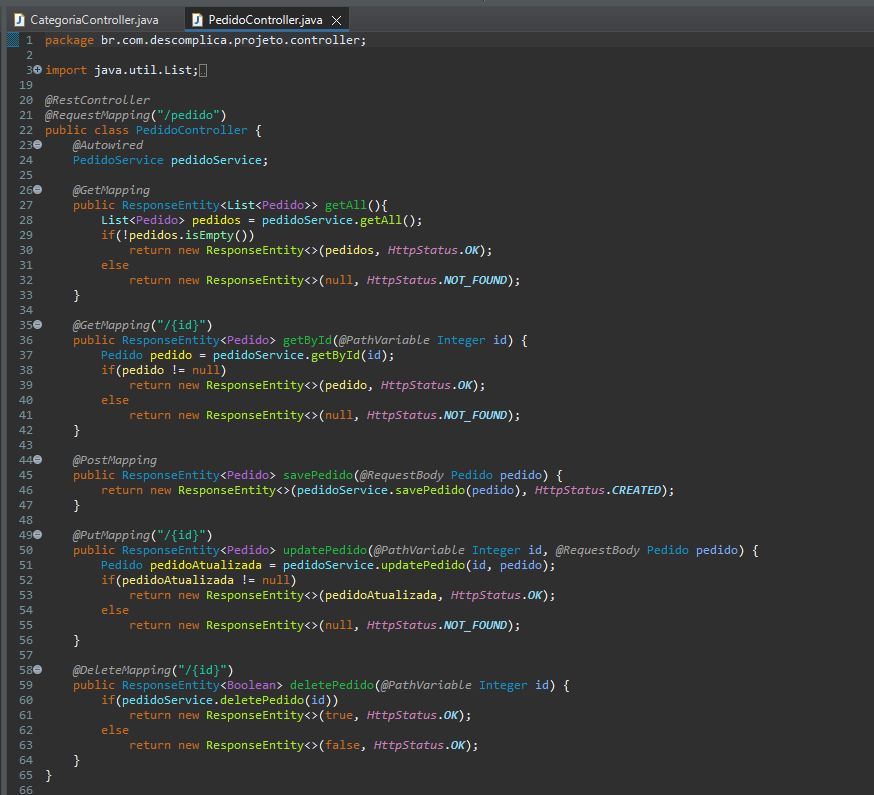 CategoriaController.java PedidoController.java
1 package br.com.descomplica.projeto.controller;
2
3 import java.util.List;
19
20 @RestController
21 @RequestMapping("/pedido")
22 public class PedidoController {
23 @Autowired
24 PedidoService pedidoService;
25
26 @GetMapping
27 public ResponseEntity<List<Pedido>> getAll(){
28 List<Pedido> pedidos = pedidoService.getAll();
29 if(!pedidos.isEmpty())
30 return new ResponseEntity<>(pedidos, HttpStatus.OK);
31 else
32 return new ResponseEntity<>(null, HttpStatus.NOT_FOUND);
33 }
34
35 @GetMapping("/{id}")
36 public ResponseEntity<Pedido> getById(@PathVariable Integer id) {
37 Pedido pedido = pedidoService.getById(id);
38 if(pedido != null)
39 return new ResponseEntity<>(pedido, HttpStatus.OK);
40 else
41 return new ResponseEntity<>(null, HttpStatus.NOT_FOUND);
42 }
43
44 @PostMapping
45 public ResponseEntity<Pedido> savePedido(@RequestBody Pedido pedido) {
46 return new ResponseEntity<>(pedidoService.savePedido(pedido), HttpStatus.CREATED);
47 }
48
49 @PutMapping("/{id}")
50 public ResponseEntity<Pedido> updatePedido(@PathVariable Integer id, @RequestBody Pedido pedido) {
51 Pedido pedidoAtualizada = pedidoService.updatePedido(id, pedido);
52 if(pedidoAtualizada != null)
53 return new ResponseEntity<>(pedidoAtualizada, HttpStatus.OK);
54 else
55 return new ResponseEntity<>(null, HttpStatus.NOT_FOUND);
56 }
57
58 @DeleteMapping("/{id}")
59 public ResponseEntity<Boolean> deletePedido(@PathVariable Integer id) {
60 if(pedidoService.deletePedido(id))
61 return new ResponseEntity<>(true, HttpStatus.OK);
62 else
63 return new ResponseEntity<>(false, HttpStatus.OK);
64 }
65 }
66